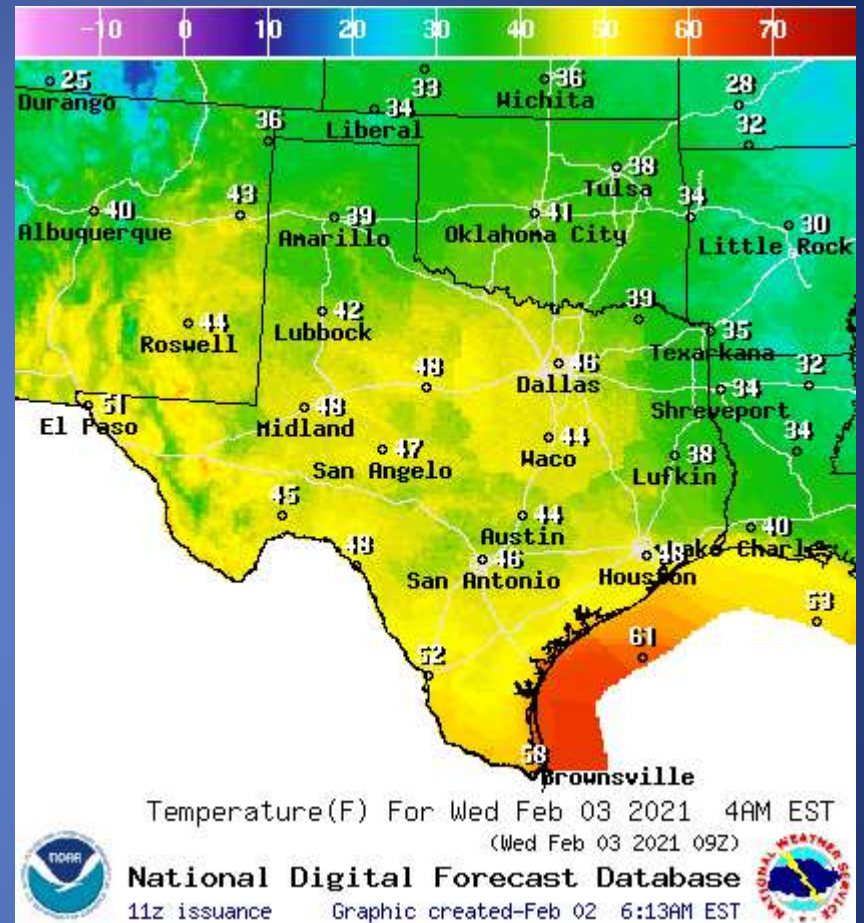 -10 0 10 20 30 40 50 60 70
25
Durango
33
36
Wichita
34
Liberal
28
36
32
38
Tulsa
40
Albuquerque
43
39
Amarillo
41
Oklahoma City
34
30
Little Rock
44
Roswell
42
Lubbock
39
35
Texarkana
48
46
Dallas
34
Shreveport
32
51
El Paso
48
Midland
47
San Angelo
44
Waco
38
Lufkin
34
45
44
Austin
40
Lake Charles
48
46
San Antonio
48
Houston
53
61
52
58
Brownsville
Temperature(F) For Wed Feb 03 2021 4AM EST
(Wed Feb 03 2021 09Z)
NOAA
National Digital Forecast Database
11z issuance Graphic created-Feb 02 6:13AM EST
NATIONAL WEATHER SERVICE